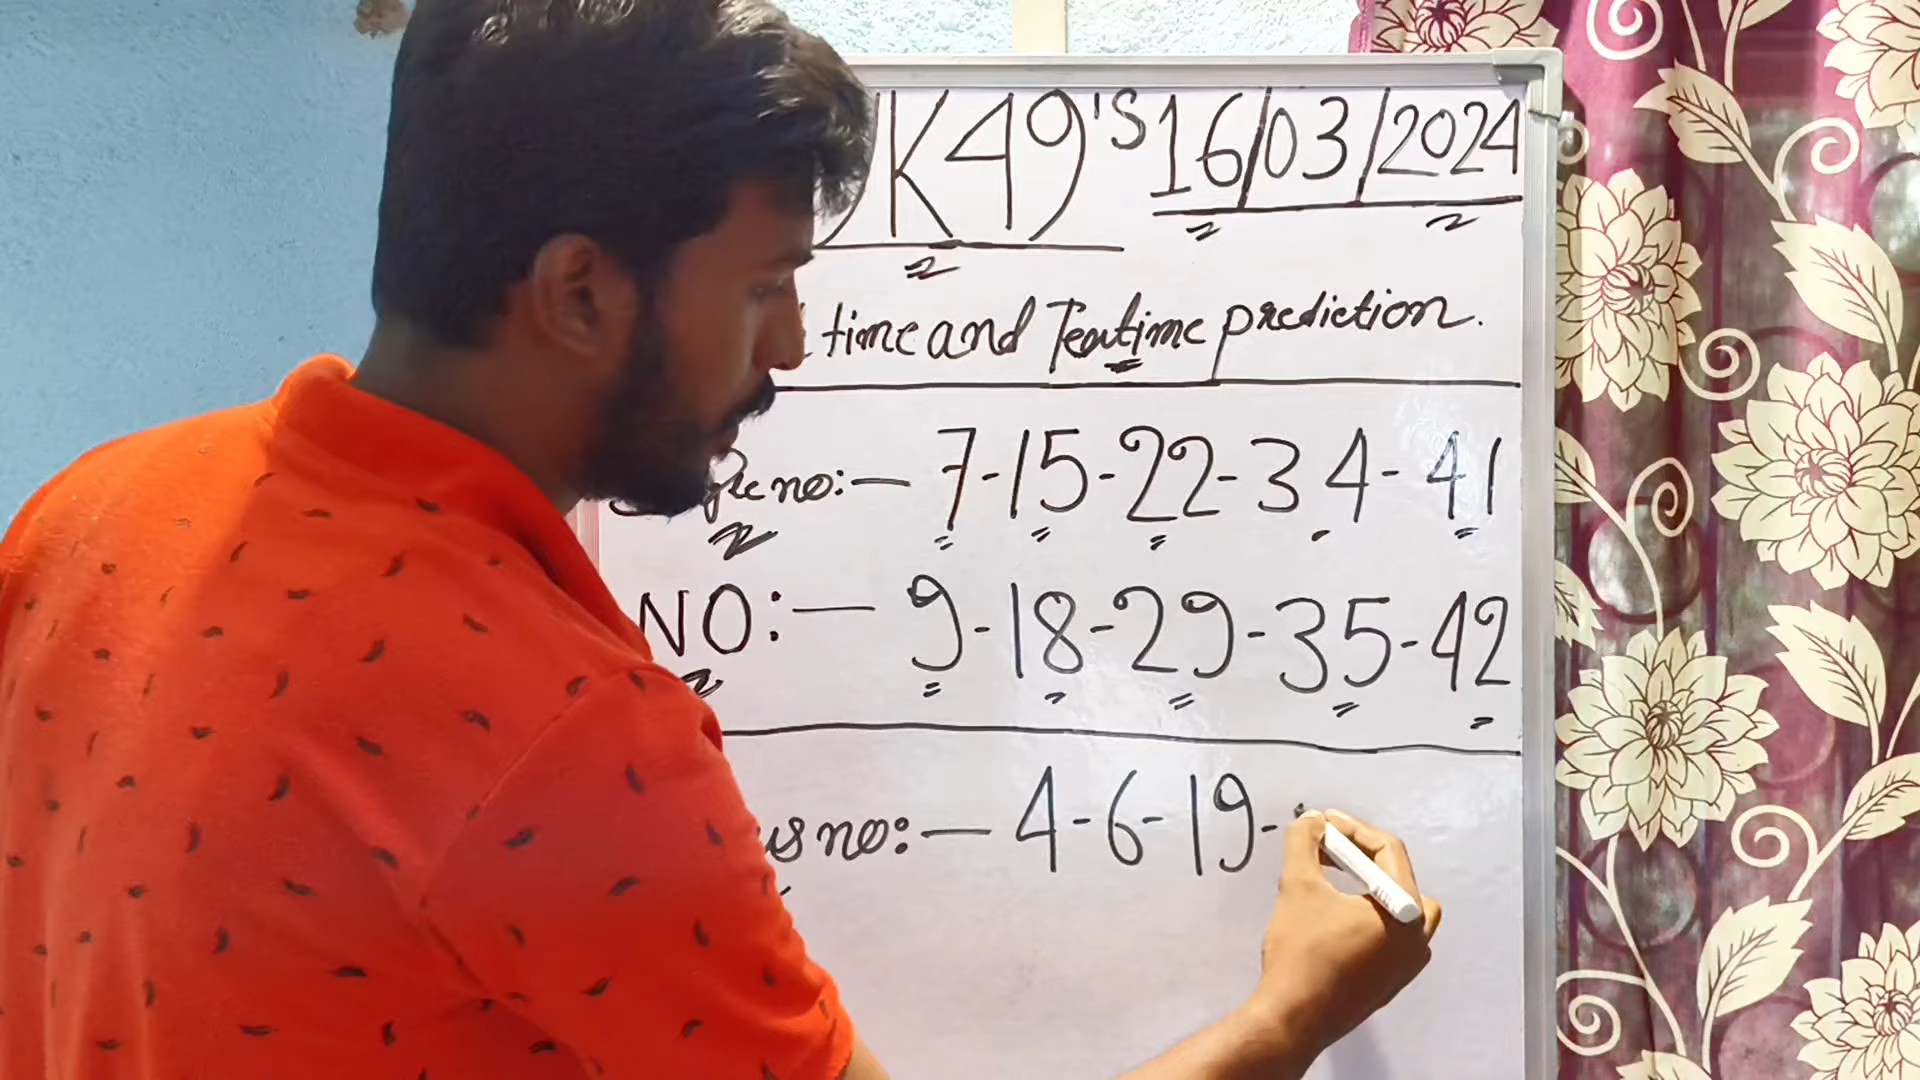 UK49's 16/03/2024
time and Teatime prediction.
no:— 7-15-22-34-41
NO:— 9-18-29-35-42
no:— 4-6-19-